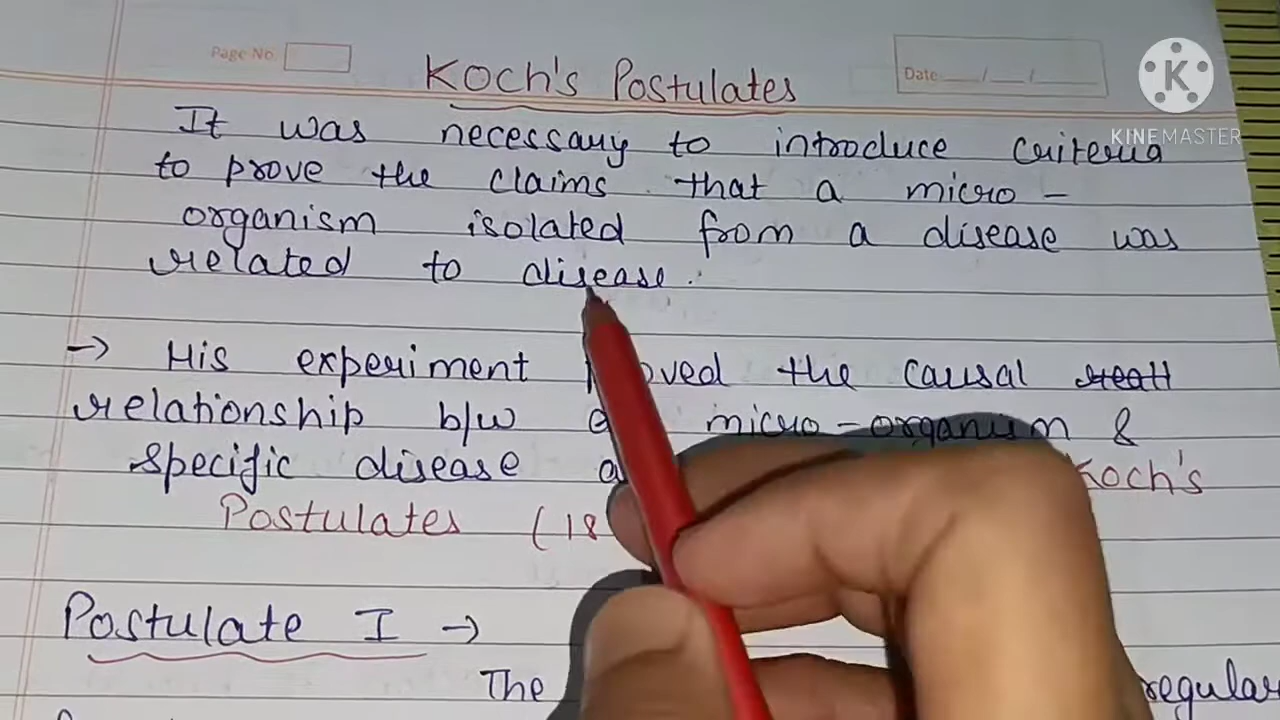 Page No.
Date / /
K
KINEMASTER
Koch's Postulates
It was necessary to introduce criteria
to prove the claims that a micro-
organism isolated from a disease was
related to disease.
→ His experiment the causal
relationship b/w micro-organism &
specific disease Koch's
Postulates (18
Postulate I →
The regular